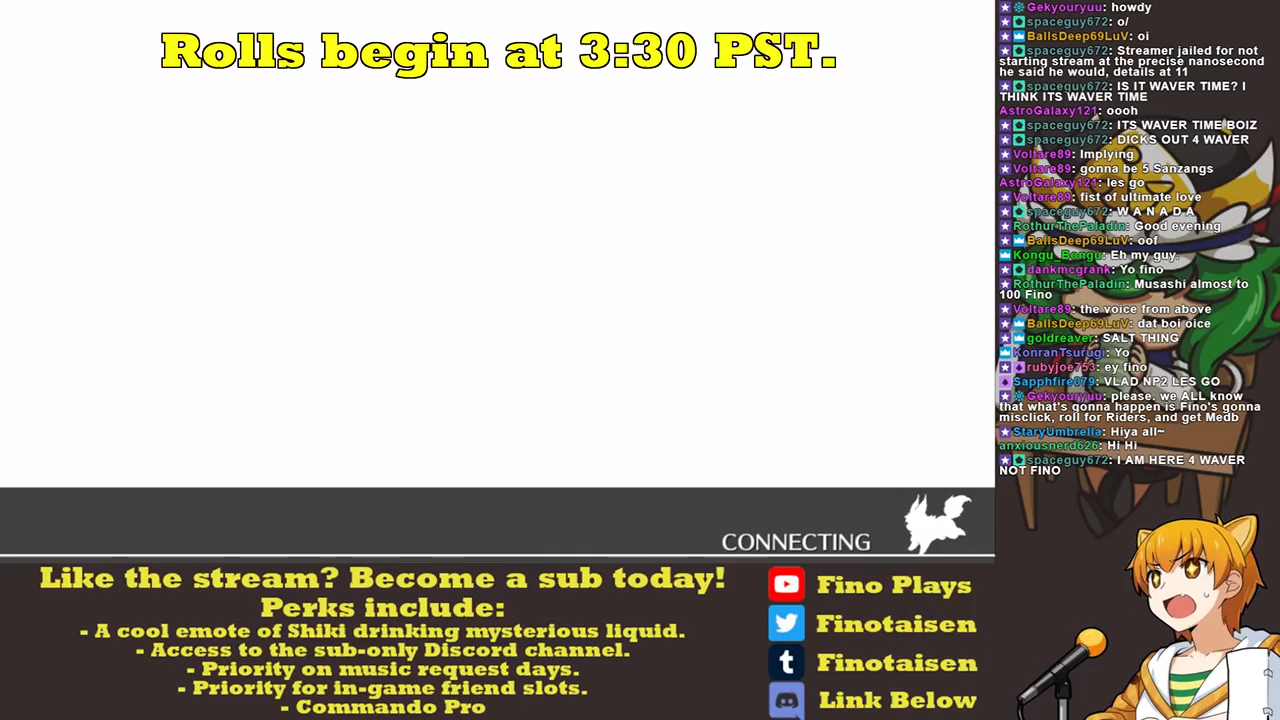 Rolls begin at 3:30 PST.
CONNECTING
Like the stream? Become a sub today!
Perks include:
- A cool emote of Shiki drinking mysterious liquid.
- Access to the sub-only Discord channel.
- Priority on music request days.
- Priority for in-game friend slots.
- Commando Pro
Fino Plays
Finotaisen
Finotaisen
Link Below
Gekyouryuu: howdy
spaceguy672: o/
BallsDeep69LuV: oi
spaceguy672: Streamer jailed for not
starting stream at the precise nanosecond
he said he would, details at 11
spaceguy672: IS IT WAVER TIME? I
THINK ITS WAVER TIME
AstroGalaxy121: oooh
spaceguy672: ITS WAVER TIME BOIZ
spaceguy672: DICKS OUT 4 WAVER
Voltare89: Implying
Voltare89: gonna be 5 Sanzangs
AstroGalaxy121: les go
Voltare89: fist of ultimate love
spaceguy672: W A N A D A
RothurThePaladin: Good evening
BallsDeep69LuV: oof
Kongu_Bongu: Eh my guy.
dankmcgrank: Yo fino
RothurThePaladin: Musashi almost to
100 Fino
Voltare89: the voice from above
BallsDeep69LuV: dat boi oice
goldreaver: SALT THING
KonranTsurugi: Yo
rubyjoe753: ey fino
Sapphfire079: VLAD NP2 LES GO
Gekyouryuu: please. we ALL know
that what's gonna happen is Fino's gonna
misclick, roll for Riders, and get Medb
StaryUmbrella: Hiya all~
anxiousnerd626: Hi Hi
spaceguy672: I AM HERE 4 WAVER
NOT FINO